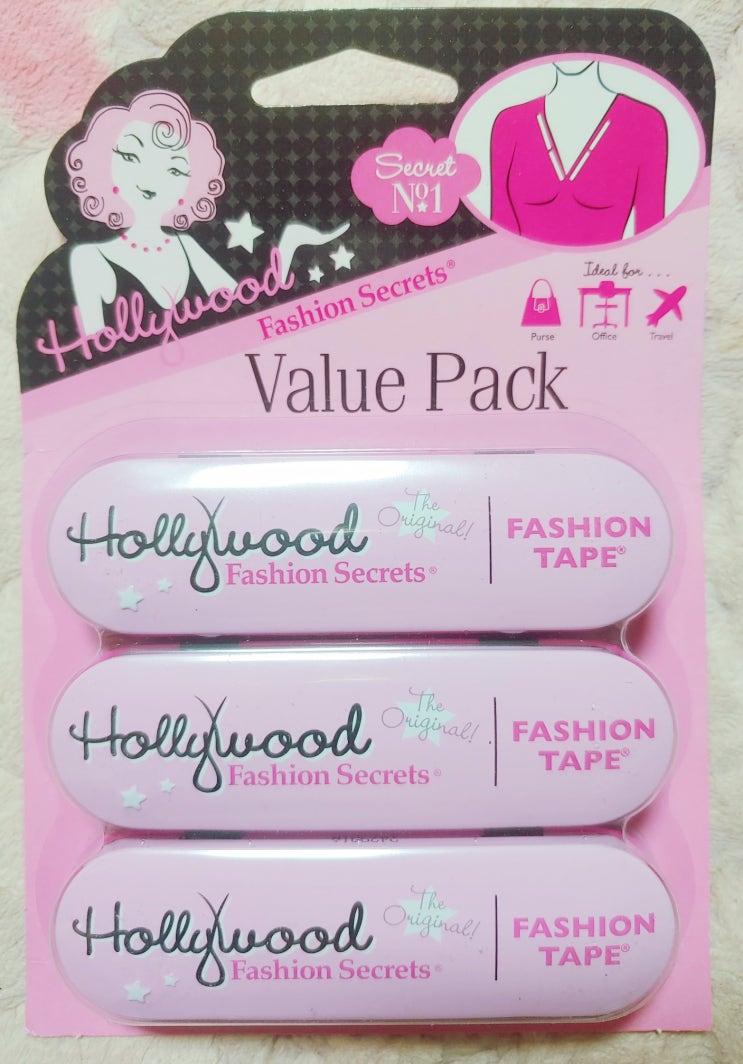 Secret
Nº1
Hollywood
Fashion Secrets®
Ideal for . . .
Purse
Office
Travel
Value Pack
Hollywood
Fashion Secrets®
The
Original!
FASHION
TAPE®
Hollywood
Fashion Secrets®
The
Original!
FASHION
TAPE®
Hollywood
Fashion Secrets®
The
Original!
FASHION
TAPE®